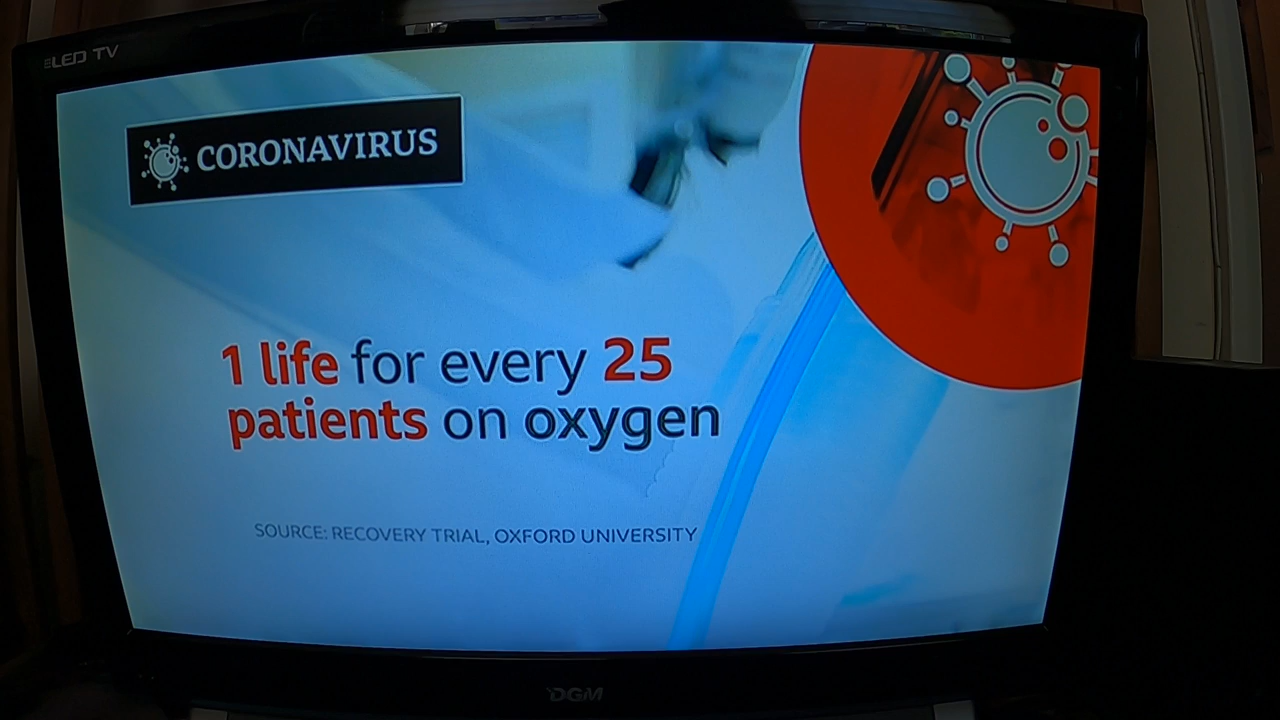 LED TV
CORONAVIRUS
1 life for every 25
patients on oxygen
SOURCE: RECOVERY TRIAL, OXFORD UNIVERSITY
DGM